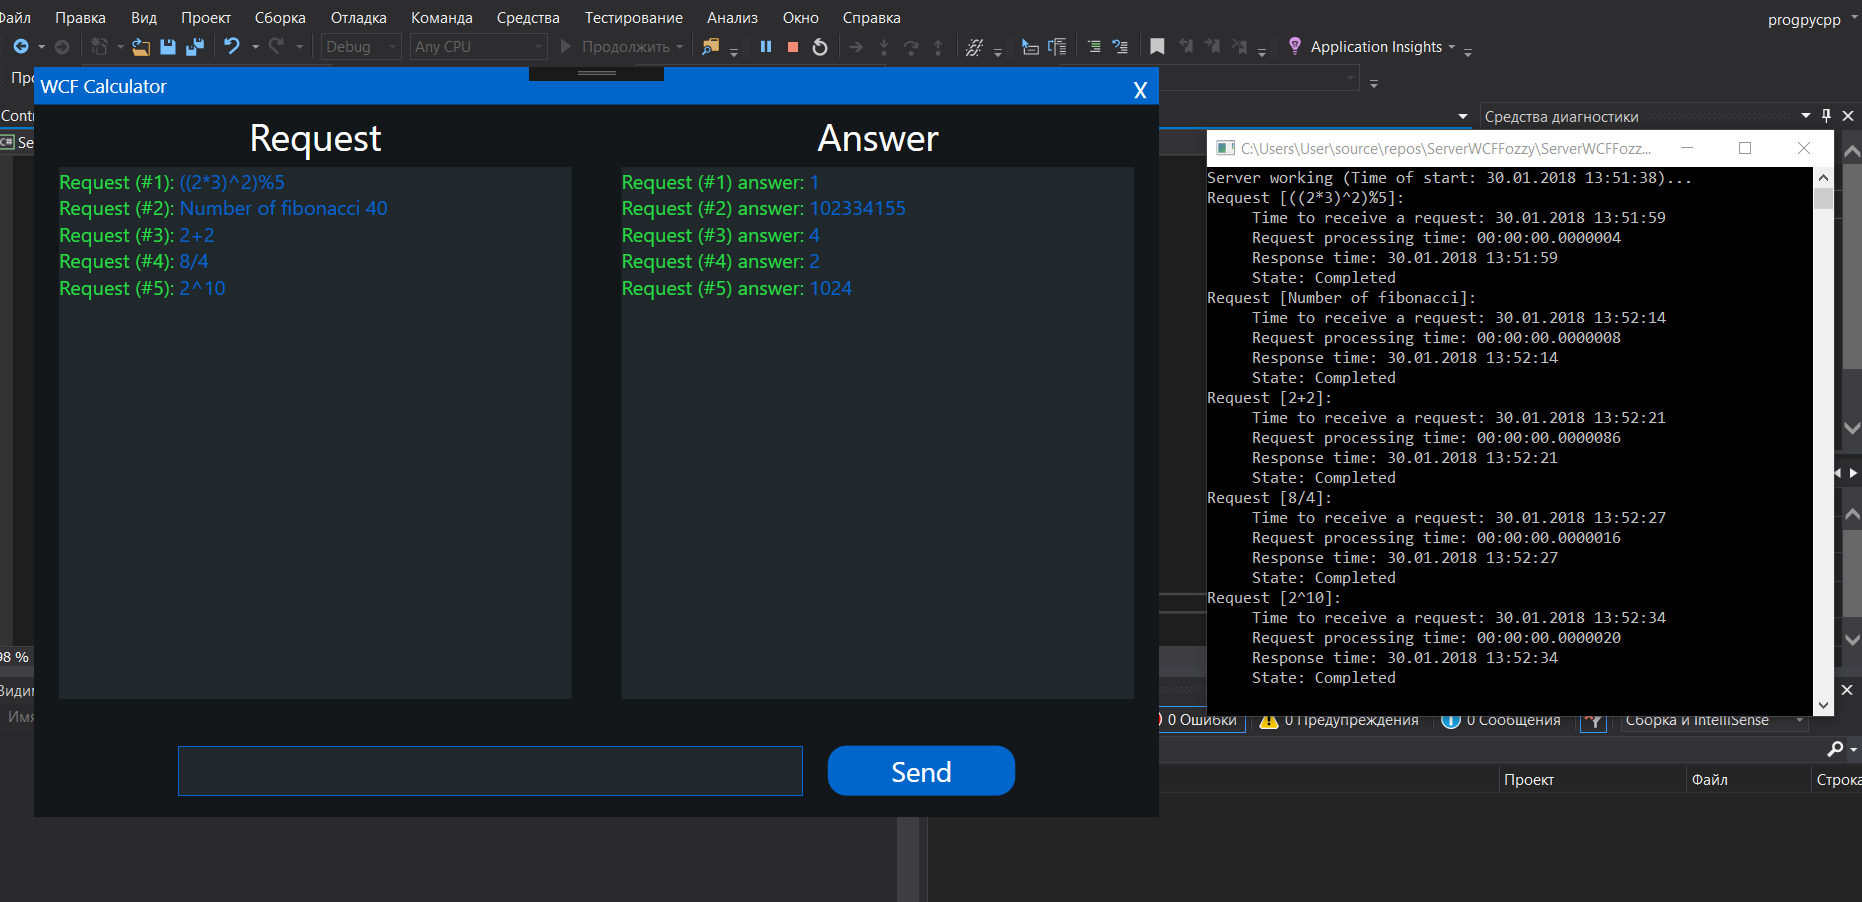 Файл Правка Вид Проект Сборка Отладка Команда Средства Тестирование Анализ Окно Справка
progpycpp
Debug Any CPU Продолжить Application Insights
WCF Calculator X
Средства диагностики
Request Answer
C:\Users\User\source\repos\ServerWCFFozzy\ServerWCFFozz...
Request (#1): ((2*3)^2)%5
Request (#2): Number of fibonacci 40
Request (#3): 2+2
Request (#4): 8/4
Request (#5): 2^10
Request (#1) answer: 1
Request (#2) answer: 102334155
Request (#3) answer: 4
Request (#4) answer: 2
Request (#5) answer: 1024
Send
Server working (Time of start: 30.01.2018 13:51:38)...
Request [((2*3)^2)%5]:
Time to receive a request: 30.01.2018 13:51:59
Request processing time: 00:00:00.0000004
Response time: 30.01.2018 13:51:59
State: Completed
Request [Number of fibonacci]:
Time to receive a request: 30.01.2018 13:52:14
Request processing time: 00:00:00.0000008
Response time: 30.01.2018 13:52:14
State: Completed
Request [2+2]:
Time to receive a request: 30.01.2018 13:52:21
Request processing time: 00:00:00.0000086
Response time: 30.01.2018 13:52:21
State: Completed
Request [8/4]:
Time to receive a request: 30.01.2018 13:52:27
Request processing time: 00:00:00.0000016
Response time: 30.01.2018 13:52:27
State: Completed
Request [2^10]:
Time to receive a request: 30.01.2018 13:52:34
Request processing time: 00:00:00.0000020
Response time: 30.01.2018 13:52:34
State: Completed
98 %
0 Ошибки 0 Предупреждения 0 Сообщения Сборка и IntelliSense
Проект Файл Строка